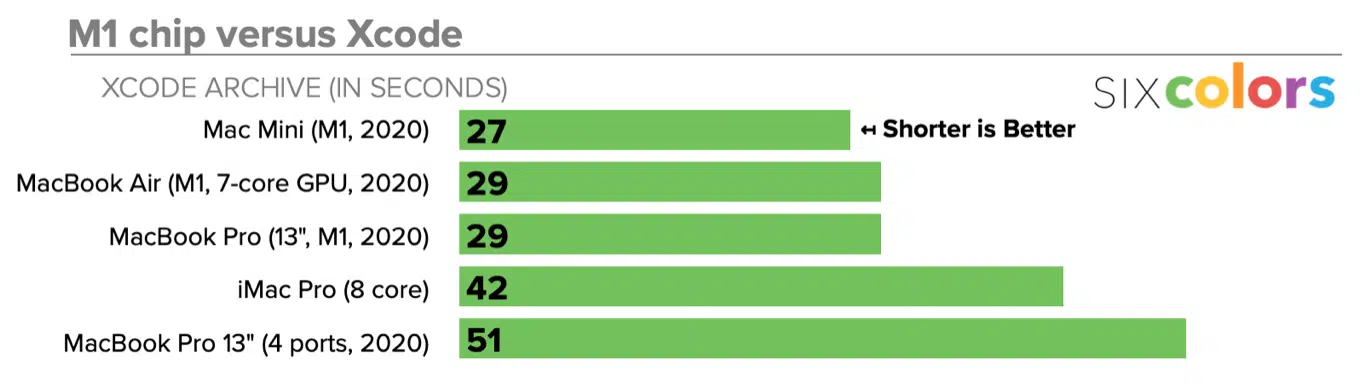 M1 chip versus Xcode
XCODE ARCHIVE (IN SECONDS)
SIXcolors
Mac Mini (M1, 2020) 27 ↤ Shorter is Better
MacBook Air (M1, 7-core GPU, 2020) 29
MacBook Pro (13", M1, 2020) 29
iMac Pro (8 core) 42
MacBook Pro 13" (4 ports, 2020) 51